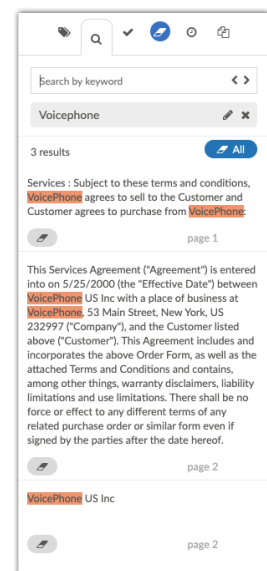 Search by keyword
Voicephone
3 results
All
Services : Subject to these terms and conditions,
VoicePhone agrees to sell to the Customer and
Customer agrees to purchase from VoicePhone:
page 1
This Services Agreement ("Agreement") is entered
into on 5/25/2000 (the "Effective Date") between
VoicePhone US Inc with a place of business at
VoicePhone, 53 Main Street, New York, US
232997 ("Company"), and the Customer listed
above ("Customer"). This Agreement includes and
incorporates the above Order Form, as well as the
attached Terms and Conditions and contains,
among other things, warranty disclaimers, liability
limitations and use limitations. There shall be no
force or effect to any different terms of any
related purchase order or similar form even if
signed by the parties after the date hereof.
page 2
VoicePhone US Inc
page 2